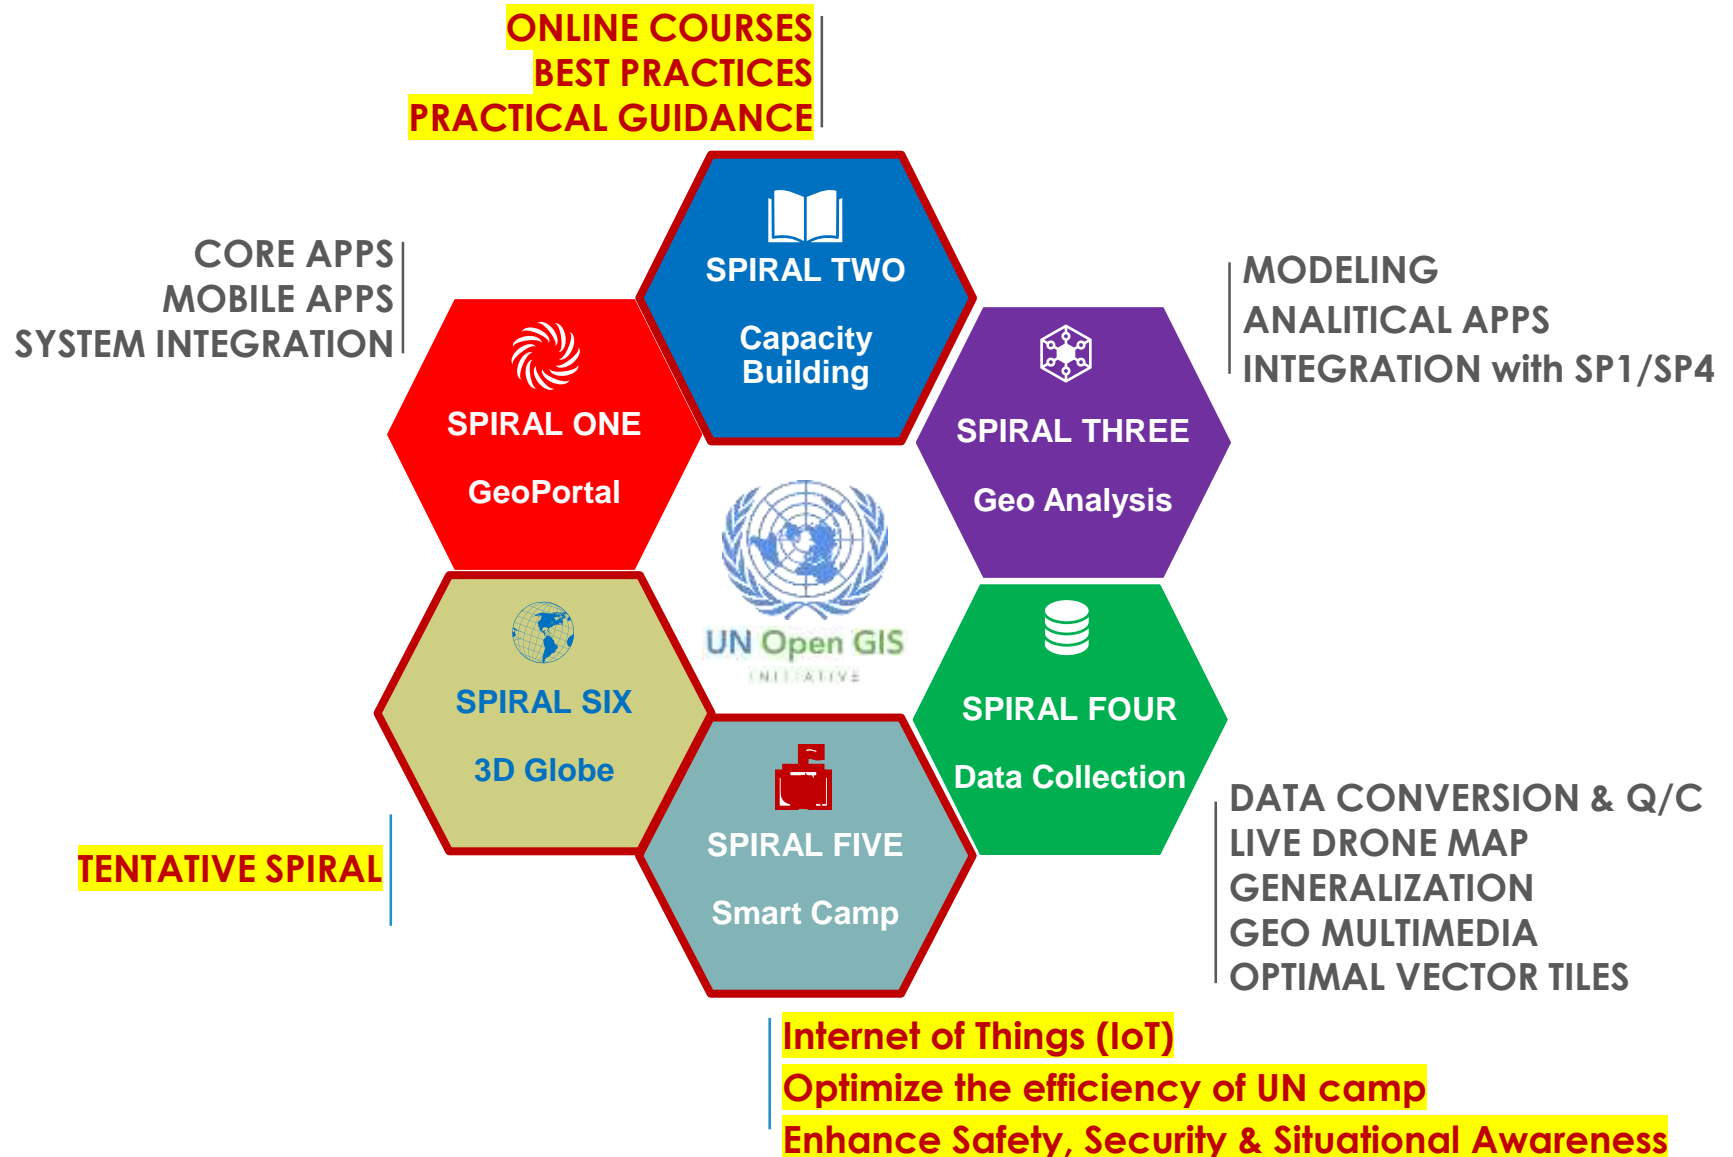 ONLINE COURSES
BEST PRACTICES
PRACTICAL GUIDANCE
CORE APPS
MOBILE APPS
SYSTEM INTEGRATION
SPIRAL TWO
Capacity
Building
MODELING
ANALITICAL APPS
INTEGRATION with SP1/SP4
SPIRAL ONE
GeoPortal
SPIRAL THREE
Geo Analysis
UN Open GIS
INITIATIVE
SPIRAL SIX
3D Globe
SPIRAL FOUR
Data Collection
TENTATIVE SPIRAL
SPIRAL FIVE
Smart Camp
DATA CONVERSION & Q/C
LIVE DRONE MAP
GENERALIZATION
GEO MULTIMEDIA
OPTIMAL VECTOR TILES
Internet of Things (IoT)
Optimize the efficiency of UN camp
Enhance Safety, Security & Situational Awareness